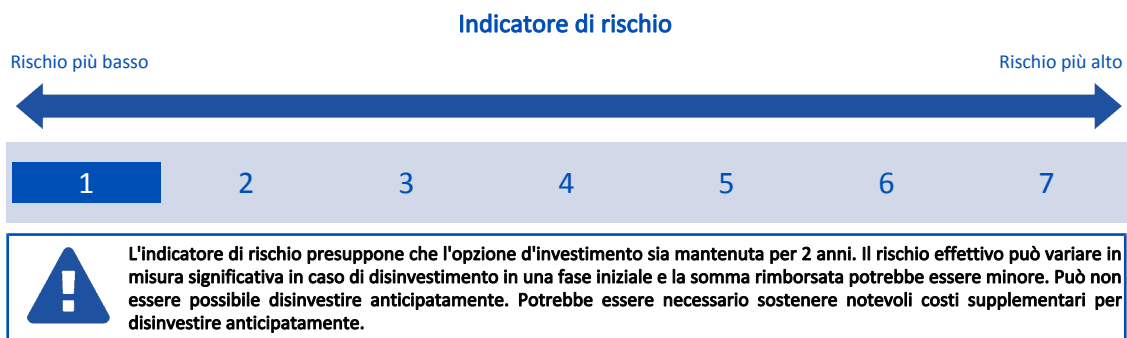 Indicatore di rischio
Rischio più basso
Rischio più alto
1 2 3 4 5 6 7
L'indicatore di rischio presuppone che l'opzione d'investimento sia mantenuta per 2 anni. Il rischio effettivo può variare in
misura significativa in caso di disinvestimento in una fase iniziale e la somma rimborsata potrebbe essere minore. Può non
essere possibile disinvestire anticipatamente. Potrebbe essere necessario sostenere notevoli costi supplementari per
disinvestire anticipatamente.